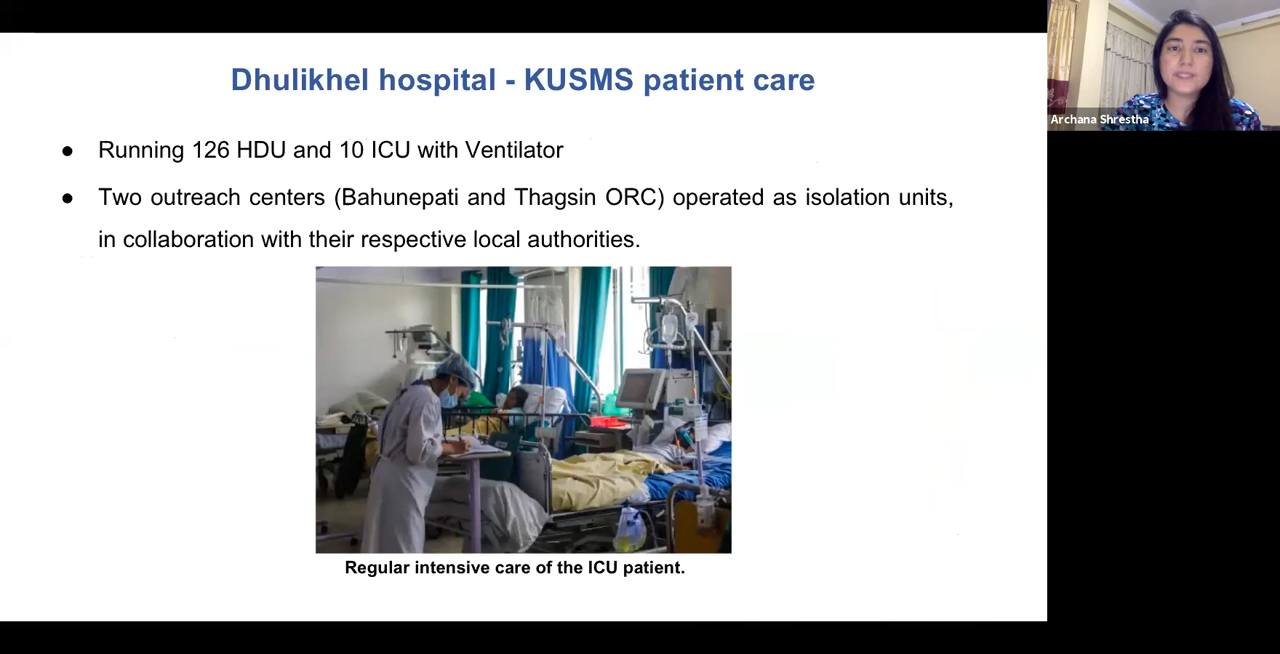 Dhulikhel hospital - KUSMS patient care
● Running 126 HDU and 10 ICU with Ventilator
● Two outreach centers (Bahunepati and Thagsin ORC) operated as isolation units,
in collaboration with their respective local authorities.
Regular intensive care of the ICU patient.
Archana Shrestha